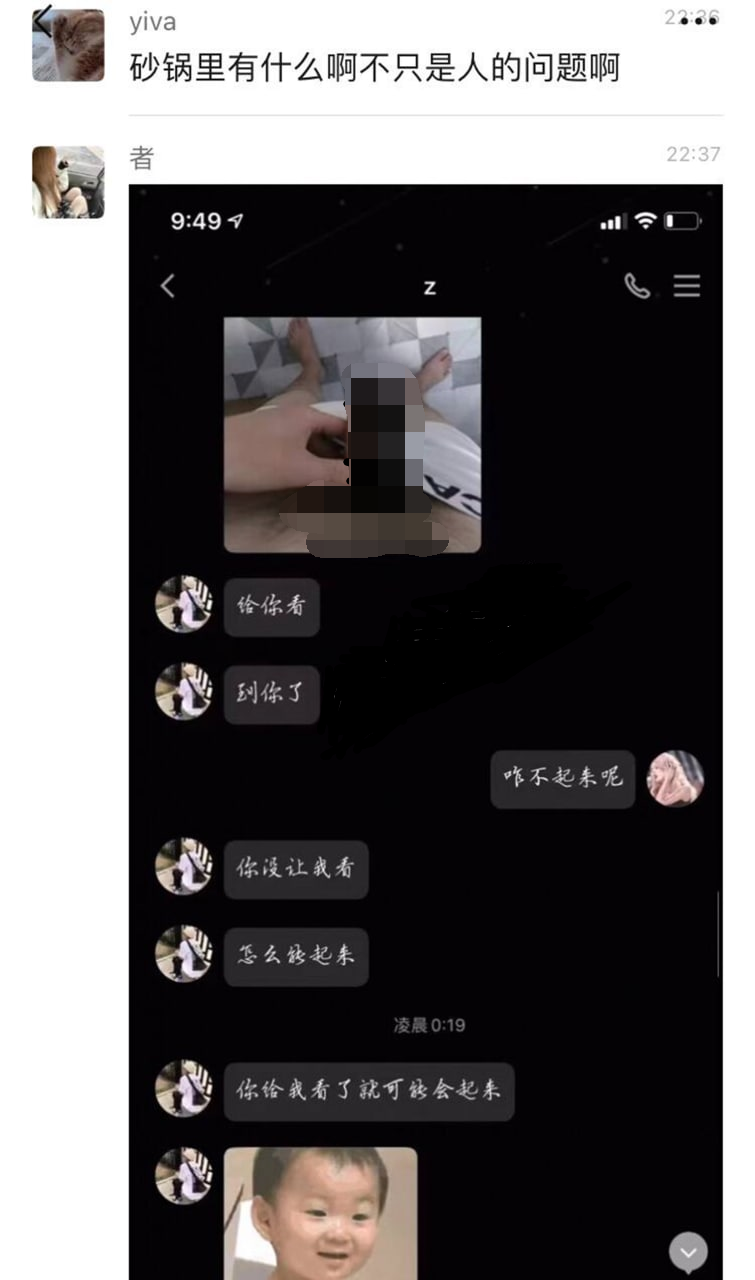 yiva
22:36
砂锅里有什么啊不只是人的问题啊
者
22:37
9:49
z
CA
给你看
到你了
咋不起来呢
你没让我看
怎么能起来
凌晨0:19
你给我看了就可能会起来